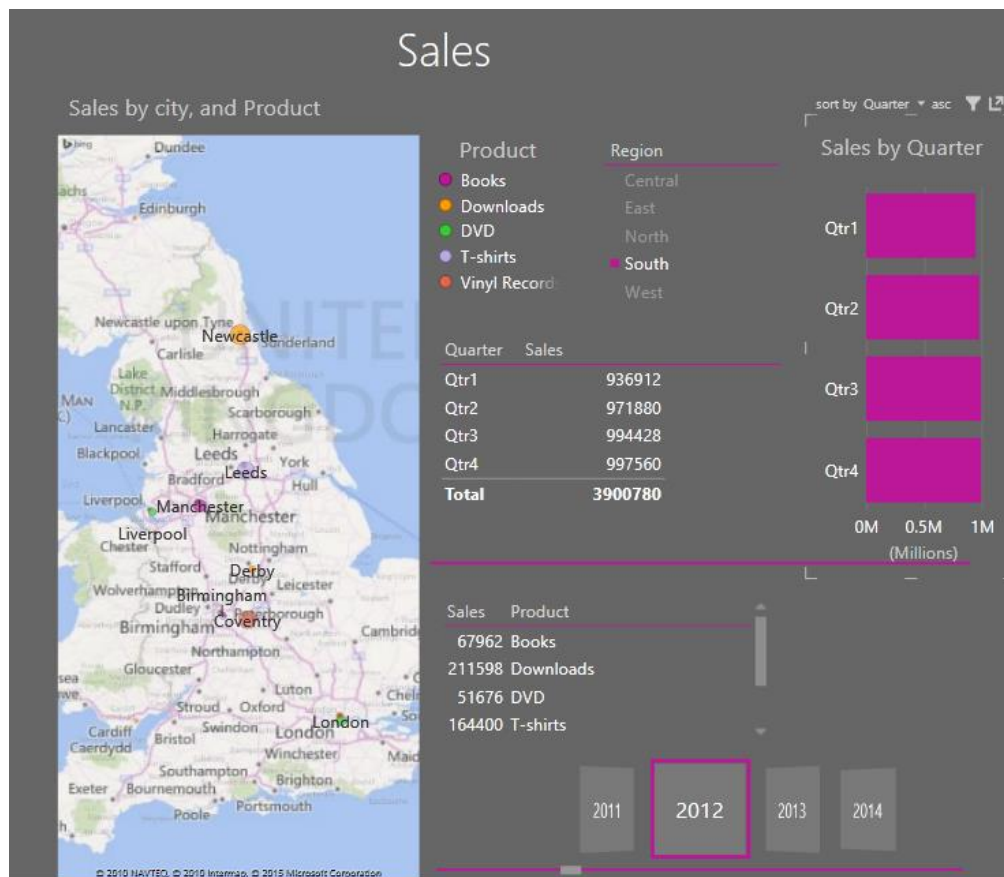 Sales
Sales by city, and Product
sort by Quarter asc
bing
Dundee
Edinburgh
Newcastle upon Tyne
Newcastle
Sunderland
Carlisle
Lake
District
N.P.
Middlesbrough
MAN
Scarborough
Lancaster
Harrogate
Blackpool
Leeds
York
Bradford
Leeds
Hull
Liverpool
Manchester
Manchester
Liverpool
Chester
Nottingham
Stafford
Derby
Derby
Leicester
Wolverhampton
Birmingham
Dudley
Peterborough
Birmingham
Coventry
Northampton
Gloucester
Luton
Stroud
Oxford
London
Cardiff
Swindon
London
Caerdydd
Bristol
Winchester
Southampton
Brighton
Exeter
Bournemouth
Portsmouth
Poole
© 2010 NAVTEQ, © 2010 Intermap, © 2015 Microsoft Corporation
Product
Books
Downloads
DVD
T-shirts
Vinyl Record
Region
Central
East
North
South
West
Quarter Sales
Qtr1 936912
Qtr2 971880
Qtr3 994428
Qtr4 997560
Total 3900780
Sales by Quarter
Qtr1
Qtr2
Qtr3
Qtr4
0M 0.5M 1M
(Millions)
Sales Product
67962 Books
211598 Downloads
51676 DVD
164400 T-shirts
2011 2012 2013 2014